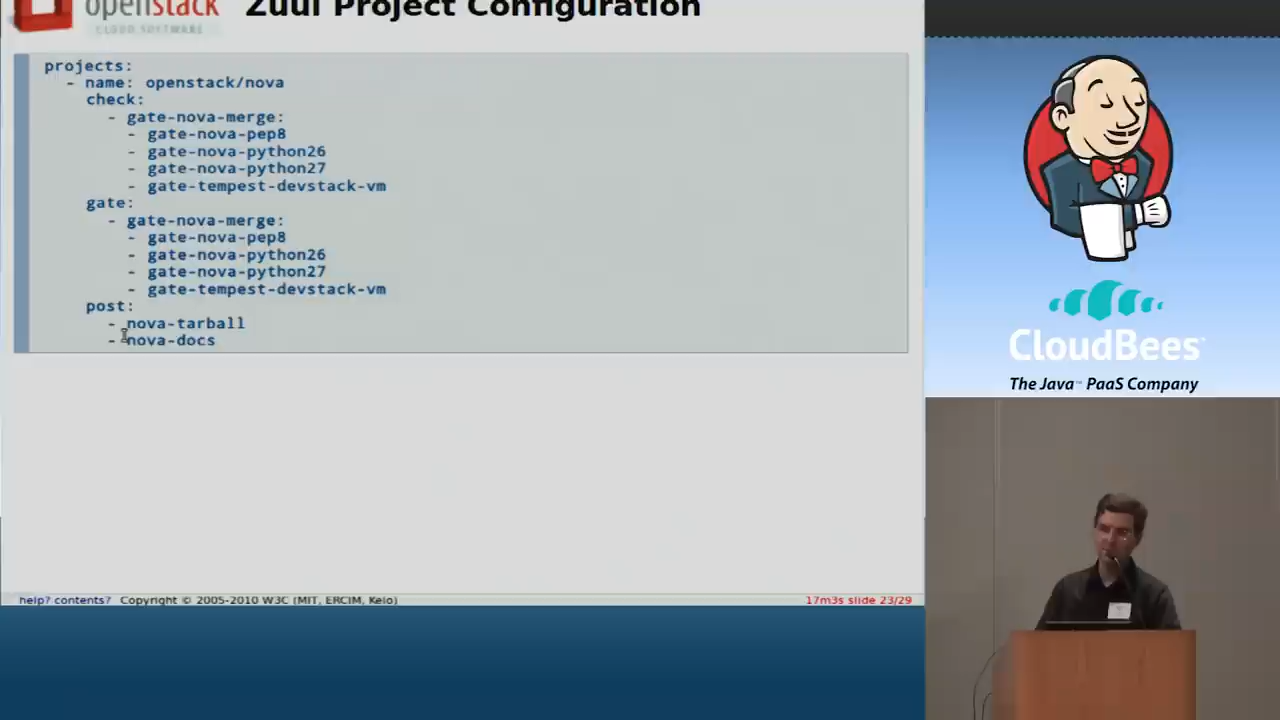 openstack
CLOUD SOFTWARE
Zuul Project Configuration
projects:
- name: openstack/nova
check:
- gate-nova-merge:
- gate-nova-pep8
- gate-nova-python26
- gate-nova-python27
- gate-tempest-devstack-vm
gate:
- gate-nova-merge:
- gate-nova-pep8
- gate-nova-python26
- gate-nova-python27
- gate-tempest-devstack-vm
post:
- nova-tarball
- nova-docs
help? contents? Copyright © 2005-2010 W3C (MIT, ERCIM, Keio)
17m3s slide 23/29
CloudBees™
The Java™ PaaS Company